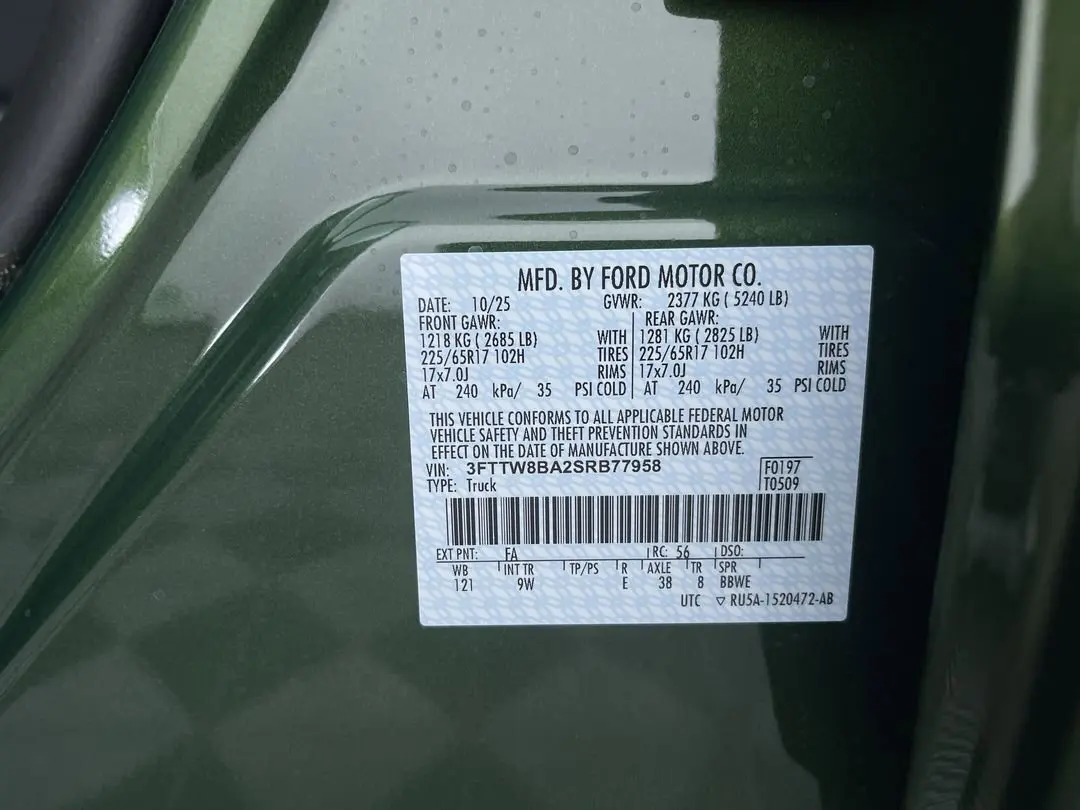 MFD. BY FORD MOTOR CO.
DATE: 10/25 GVWR: 2377 KG ( 5240 LB)
FRONT GAWR: REAR GAWR:
1218 KG ( 2685 LB) WITH 1281 KG ( 2825 LB) WITH
225/65R17 102H TIRES 225/65R17 102H TIRES
17x7.0J RIMS 17x7.0J RIMS
AT 240 kPa/ 35 PSI COLD AT 240 kPa/ 35 PSI COLD
THIS VEHICLE CONFORMS TO ALL APPLICABLE FEDERAL MOTOR
VEHICLE SAFETY AND THEFT PREVENTION STANDARDS IN
EFFECT ON THE DATE OF MANUFACTURE SHOWN ABOVE.
VIN: 3FTTW8BA2SRB77958 F0197
TYPE: Truck T0509
EXT PNT: FA RC: 56 DSO:
WB INT TR TP/PS R AXLE TR SPR
121 9W E 38 8 BBWE
UTC ▽ RU5A-1520472-AB